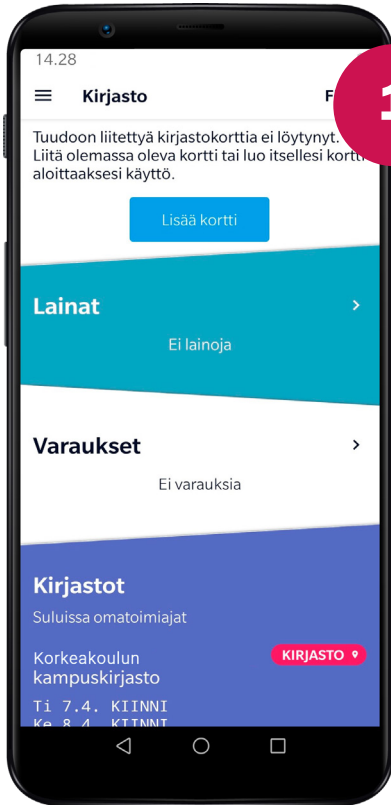 14.28
Kirjasto
F
1
Tuudoon liitettyä kirjastokorttia ei löytynyt.
Liitä olemassa oleva kortti tai luo itsellesi kortti
aloittaaksesi käyttö.
Lisää kortti
Lainat
Ei lainoja
Varaukset
Ei varauksia
Kirjastot
Suluissa omatoimiajat
Korkeakoulun
kampuskirjasto
KIRJASTO
Ti 7.4. KIINNI
Ke 8.4. KIINNI